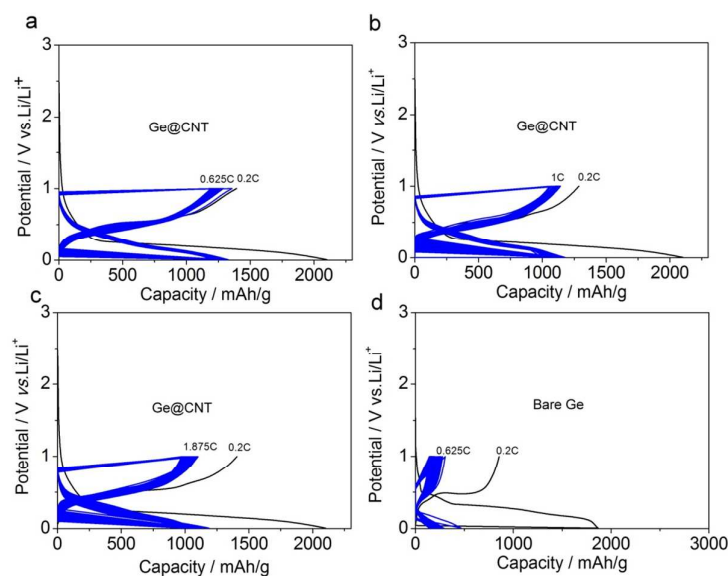 a
3
2
1
0
Potential / V vs.Li/Li+
Ge@CNT
0.625C 0.2C
0 500 1000 1500 2000
Capacity / mAh/g
b
3
2
1
0
Potential / V vs.Li/Li+
Ge@CNT
1C 0.2C
0 500 1000 1500 2000
Capacity / mAh/g
c
3
2
1
0
Potential / V vs.Li/Li+
Ge@CNT
1.875C 0.2C
0 500 1000 1500 2000
Capacity / mAh/g
d
3
2
1
0
Potential / V vs.Li/Li+
Bare Ge
0.625C 0.2C
0 1000 2000 3000
Capacity / mAh/g